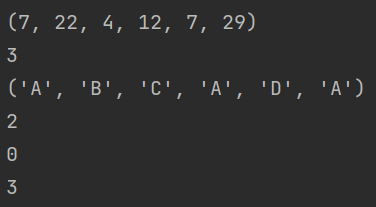 (7, 22, 4, 12, 7, 29)
3
('A', 'B', 'C', 'A', 'D', 'A')
2
0
3